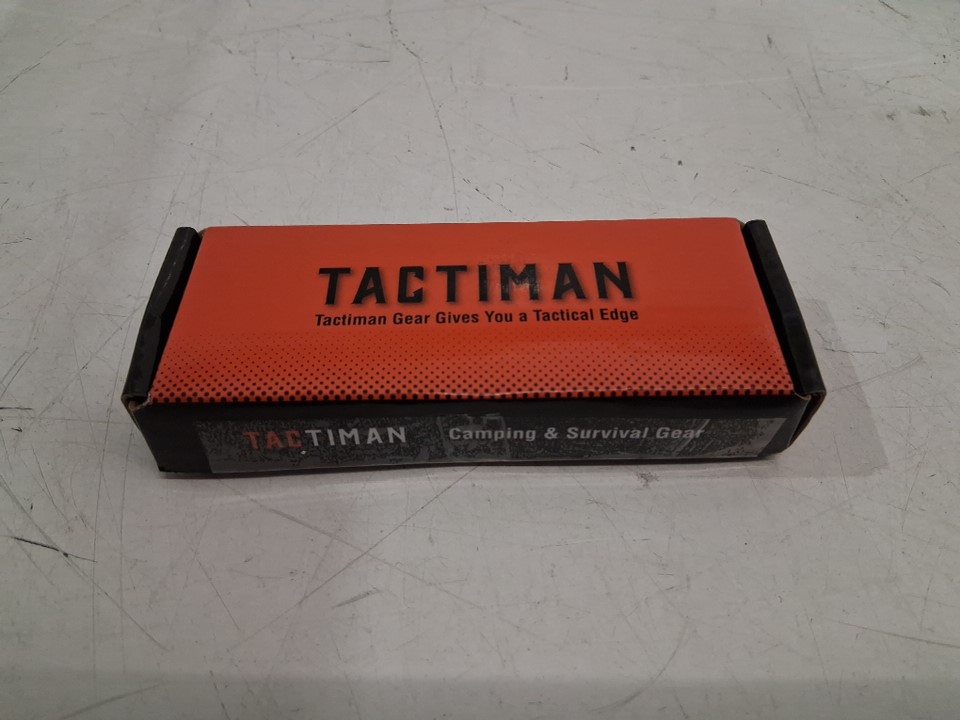 TACTIMAN
Tactiman Gear Gives You a Tactical Edge
TACTIMAN Camping & Survival Gear